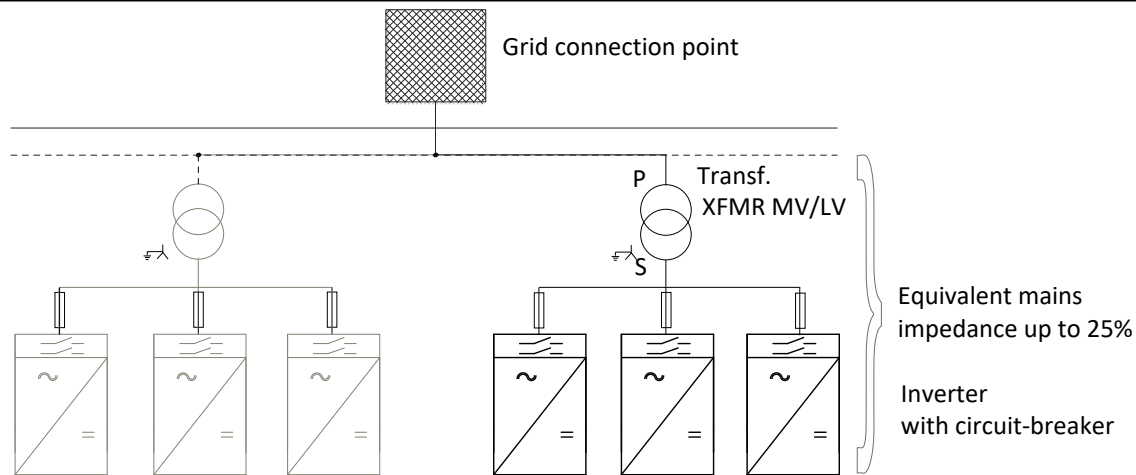 Grid connection point
P
Transf.
XFMR MV/LV
S
Equivalent mains
impedance up to 25%
Inverter
with circuit-breaker